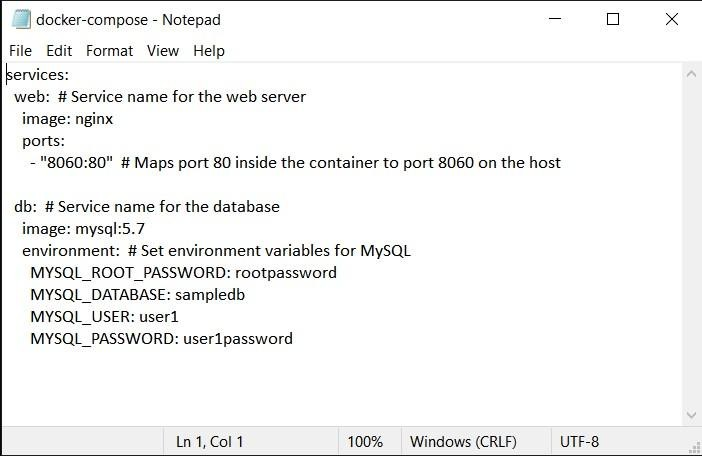 docker-compose - Notepad
File Edit Format View Help
services:
  web:  # Service name for the web server
    image: nginx
    ports:
      - "8060:80"  # Maps port 80 inside the container to port 8060 on the host

  db:  # Service name for the database
    image: mysql:5.7
    environment:  # Set environment variables for MySQL
      MYSQL_ROOT_PASSWORD: rootpassword
      MYSQL_DATABASE: sampledb
      MYSQL_USER: user1
      MYSQL_PASSWORD: user1password
Ln 1, Col 1 100% Windows (CRLF) UTF-8